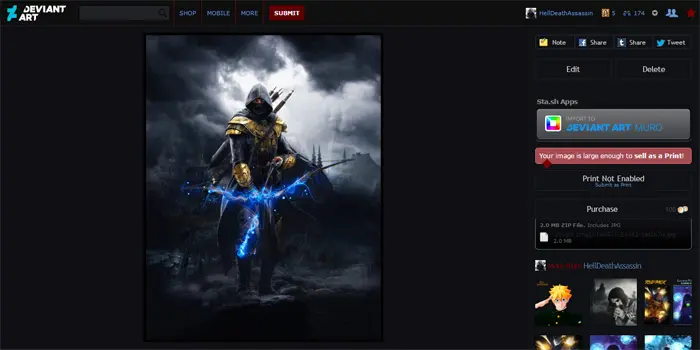 DEVIANT
ART
SHOP
MOBILE
MORE
SUBMIT
HellDeathAssassin
5
174
Note
Share
Share
Tweet
Edit
Delete
Sta.sh Apps
IMPORT TO
DEVIANT ART MURO
Your image is large enough to sell as a Print!
Print Not Enabled
Submit as Print
Purchase
100
2.0 MB ZIP File, Includes JPG
2.0 MB
HellDeathAssassin